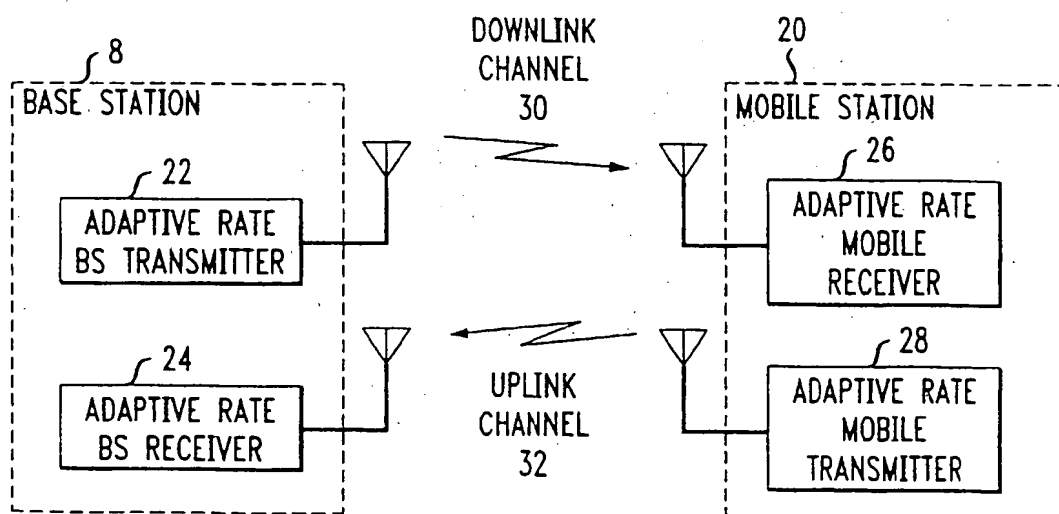 8
BASE STATION
22
ADAPTIVE RATE
BS TRANSMITTER
24
ADAPTIVE RATE
BS RECEIVER
DOWNLINK
CHANNEL
30
UPLINK
CHANNEL
32
20
MOBILE STATION
26
ADAPTIVE RATE
MOBILE
RECEIVER
28
ADAPTIVE RATE
MOBILE
TRANSMITTER